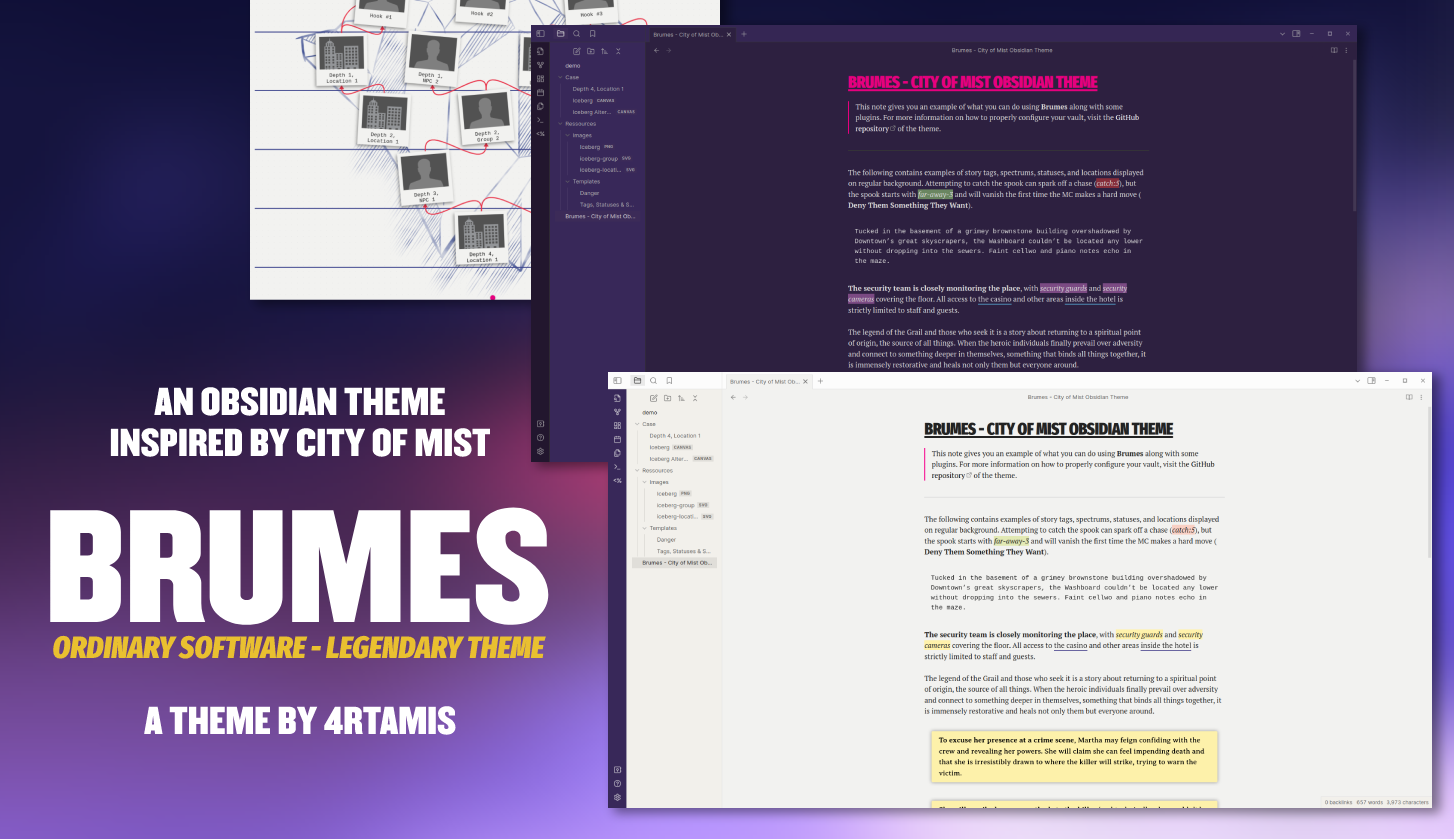 Hook #1
Hook #2
Hook #3
Depth 1,
Location 1
Depth 1,
NPC 2
Depth 2,
Location 1
Depth 2,
Group 2
Depth 3,
NPC 1
Depth 4,
Location 1
AN OBSIDIAN THEME
INSPIRED BY CITY OF MIST
BRUMES
ORDINARY SOFTWARE - LEGENDARY THEME
A THEME BY 4RTAMIS
Brumes - City of Mist Ob...
Brumes - City of Mist Obsidian Theme
demo
Case
Depth 4, Location 1
Iceberg CANVAS
Iceberg Alter... CANVAS
Ressources
Images
Iceberg PNG
Iceberg-group SVG
Iceberg-locati... SVG
Templates
Danger
Tags, Statuses & S...
Brumes - City of Mist Ob...
BRUMES - CITY OF MIST OBSIDIAN THEME
This note gives you an example of what you can do using Brumes along with some
plugins. For more information on how to properly configure your vault, visit the GitHub
repository of the theme.
The following contains examples of story tags, spectrums, statuses, and locations displayed
on regular background. Attempting to catch the spook can spark off a chase (catch:5), but
the spook starts with far-away-3 and will vanish the first time the MC makes a hard move (
Deny Them Something They Want).
Tucked in the basement of a grimey brownstone building overshadowed by
Downtown's great skyscrapers, the Washboard couldn't be located any lower
without dropping into the sewers. Faint cellwo and piano notes echo in
the maze.
The security team is closely monitoring the place, with security guards and security
cameras covering the floor. All access to the casino and other areas inside the hotel is
strictly limited to staff and guests.
The legend of the Grail and those who seek it is a story about returning to a spiritual point
of origin, the source of all things. When the heroic individuals finally prevail over adversity
and connect to something deeper in themselves, something that binds all things together, it
is immensely restorative and heals not only them but everyone around.
Brumes - City of Mist Ob...
Brumes - City of Mist Obsidian Theme
demo
Case
Depth 4, Location 1
Iceberg CANVAS
Iceberg Alter... CANVAS
Ressources
Images
Iceberg PNG
Iceberg-group SVG
Iceberg-locati... SVG
Templates
Danger
Tags, Statuses & S...
Brumes - City of Mist Ob...
BRUMES - CITY OF MIST OBSIDIAN THEME
This note gives you an example of what you can do using Brumes along with some
plugins. For more information on how to properly configure your vault, visit the GitHub
repository of the theme.
The following contains examples of story tags, spectrums, statuses, and locations displayed
on regular background. Attempting to catch the spook can spark off a chase (catch:5), but
the spook starts with far-away-3 and will vanish the first time the MC makes a hard move (
Deny Them Something They Want).
Tucked in the basement of a grimey brownstone building overshadowed by
Downtown's great skyscrapers, the Washboard couldn't be located any lower
without dropping into the sewers. Faint cellwo and piano notes echo in
the maze.
The security team is closely monitoring the place, with security guards and security
cameras covering the floor. All access to the casino and other areas inside the hotel is
strictly limited to staff and guests.
The legend of the Grail and those who seek it is a story about returning to a spiritual point
of origin, the source of all things. When the heroic individuals finally prevail over adversity
and connect to something deeper in themselves, something that binds all things together, it
is immensely restorative and heals not only them but everyone around.
To excuse her presence at a crime scene, Martha may feign confiding with the
crew and revealing her powers. She will claim she can feel impending death and
that she is irresistibly drawn to where the killer will strike, trying to warn the
victim.
0 backlinks 657 words 3,973 characters